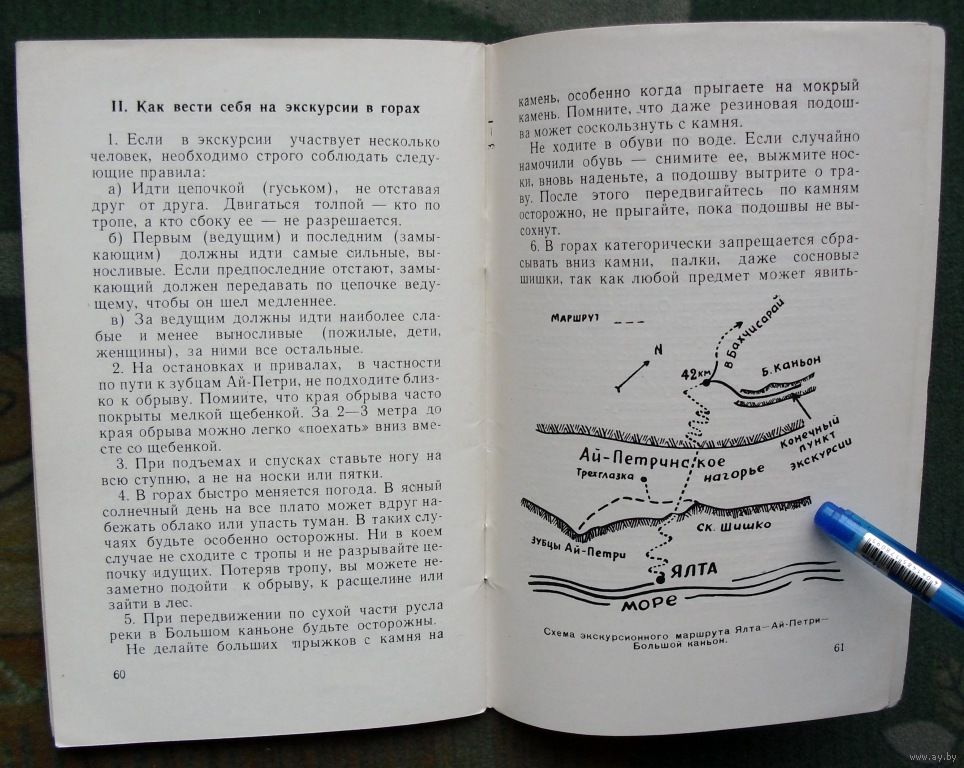 II. Как вести себя на экскурсии в горах
1. Если в экскурсии участвует несколько
человек, необходимо строго соблюдать следу-
ющие правила:
а) Идти цепочкой (гуськом), не отставая
друг от друга. Двигаться толпой — кто по
тропе, а кто сбоку ее — не разрешается.
б) Первым (ведущим) и последним (замы-
кающим) должны идти самые сильные, вы-
носливые. Если предпоследние отстают, замы-
кающий должен передавать по цепочке веду-
щему, чтобы он шел медленнее.
в) За ведущим должны идти наиболее сла-
бые и менее выносливые (пожилые, дети,
женщины), за ними все остальные.
2. На остановках и привалах, в частности
по пути к зубцам Ай-Петри, не подходите близ-
ко к обрыву. Помните, что края обрыва часто
покрыты мелкой щебенкой. За 2—3 метра до
края обрыва можно легко «поехать» вниз вме-
сте со щебенкой.
3. При подъемах и спусках ставьте ногу на
всю ступню, а не на носки или пятки.
4. В горах быстро меняется погода. В ясный
солнечный день на все плато может вдруг на-
бежать облако или упасть туман. В таких слу-
чаях будьте особенно осторожны. Ни в коем
случае не сходите с тропы и не разрывайте це-
почку идущих. Потеряв тропу, вы можете не-
заметно подойти к обрыву, к расщелине или
зайти в лес.
5. При передвижении по сухой части русла
реки в Большом каньоне будьте осторожны.
Не делайте больших прыжков с камня на
60
камень, особенно когда прыгаете на мокрый
камень. Помните, что даже резиновая подош-
ва может соскользнуть с камня.
Не ходите в обуви по воде. Если случайно
намочили обувь — снимите ее, выжмите нос-
ки, вновь наденьте, а подошву вытрите о тра-
ву. После этого передвигайтесь по камням
осторожно, не прыгайте, пока подошвы не вы-
сохнут.
6. В горах категорически запрещается сбра-
сывать вниз камни, палки, даже сосновые
шишки, так как любой предмет может явить-
Маршрут
N
В Бахчисарай
42км
Б. Каньон
Конечный
пункт
экскурсии
Ай-Петринское
нагорье
Трехглазка
Ск. Шишко
Зубцы Ай-Петри
ЯЛТА
МОРЕ
Схема экскурсионного маршрута Ялта—Ай-Петри—
Большой каньон.
61
www.ay.by